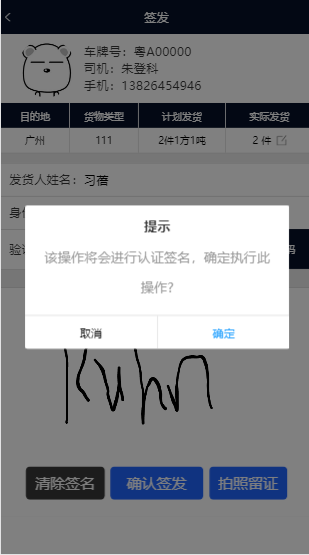 签发
车牌号：粤A00000
司机：朱登科
手机：13826454946
目的地 货物类型 计划发货 实际发货
广州 111 2件1方1吨 2 件
发货人姓名：习蓓
身
提示
验 码
该操作将会进行认证签名，确定执行此
操作？
取消 确定
Kuhn
清除签名 确认签发 拍照留证